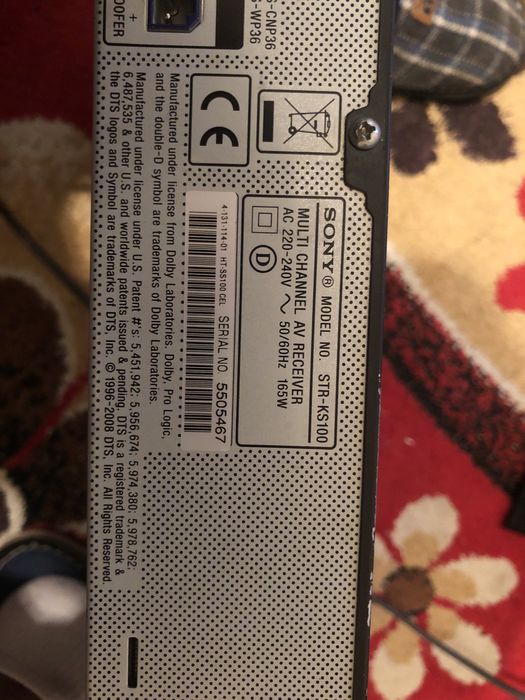 OOFER
+
S-CNP36
S-WP36
SONY® MODEL NO. STR-KS100
MULTI CHANNEL AV RECEIVER
AC 220-240V ~ 50/60Hz 165W
D
CE
4-131-114-01 HT-SS100 CEL SERIAL NO. 5505467
Manufactured under license from Dolby Laboratories. Dolby, Pro Logic,
and the double-D symbol are trademarks of Dolby Laboratories.
Manufactured under license under U.S. Patent #'s: 5,451,942; 5,956,674; 5,974,380; 5,978,762;
6,487,535 & other U.S. and worldwide patents issued & pending. DTS is a registered trademark &
the DTS logos and Symbol are trademarks of DTS, Inc. © 1996-2008 DTS, Inc. All Rights Reserved.